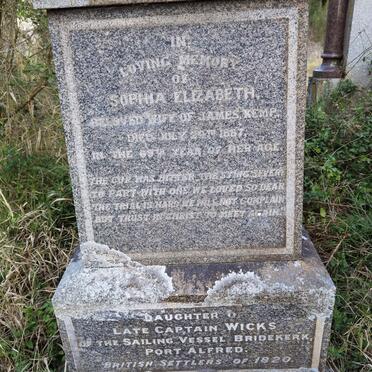 IN
LOVING MEMORY
OF
SOPHIA ELIZABETH,
BELOVED WIFE OF JAMES KEMP,
DIED JULY 1887,
IN THE YEAR OF HER AGE.
THE CUP WAS BITTER, THE STING SEVERE
TO PART WITH ONE WE LOVED SO DEAR
THE TRIAL IS HARD WE WILL NOT COMPLAIN
BUT TRUST IN CHRIST TO MEET AGAIN.
DAUGHTER O
LATE CAPTAIN WICKS
OF THE SAILING VESSEL BRIDEKERK,
PORT ALFRED.
BRITISH SETTLERS OF 1820.